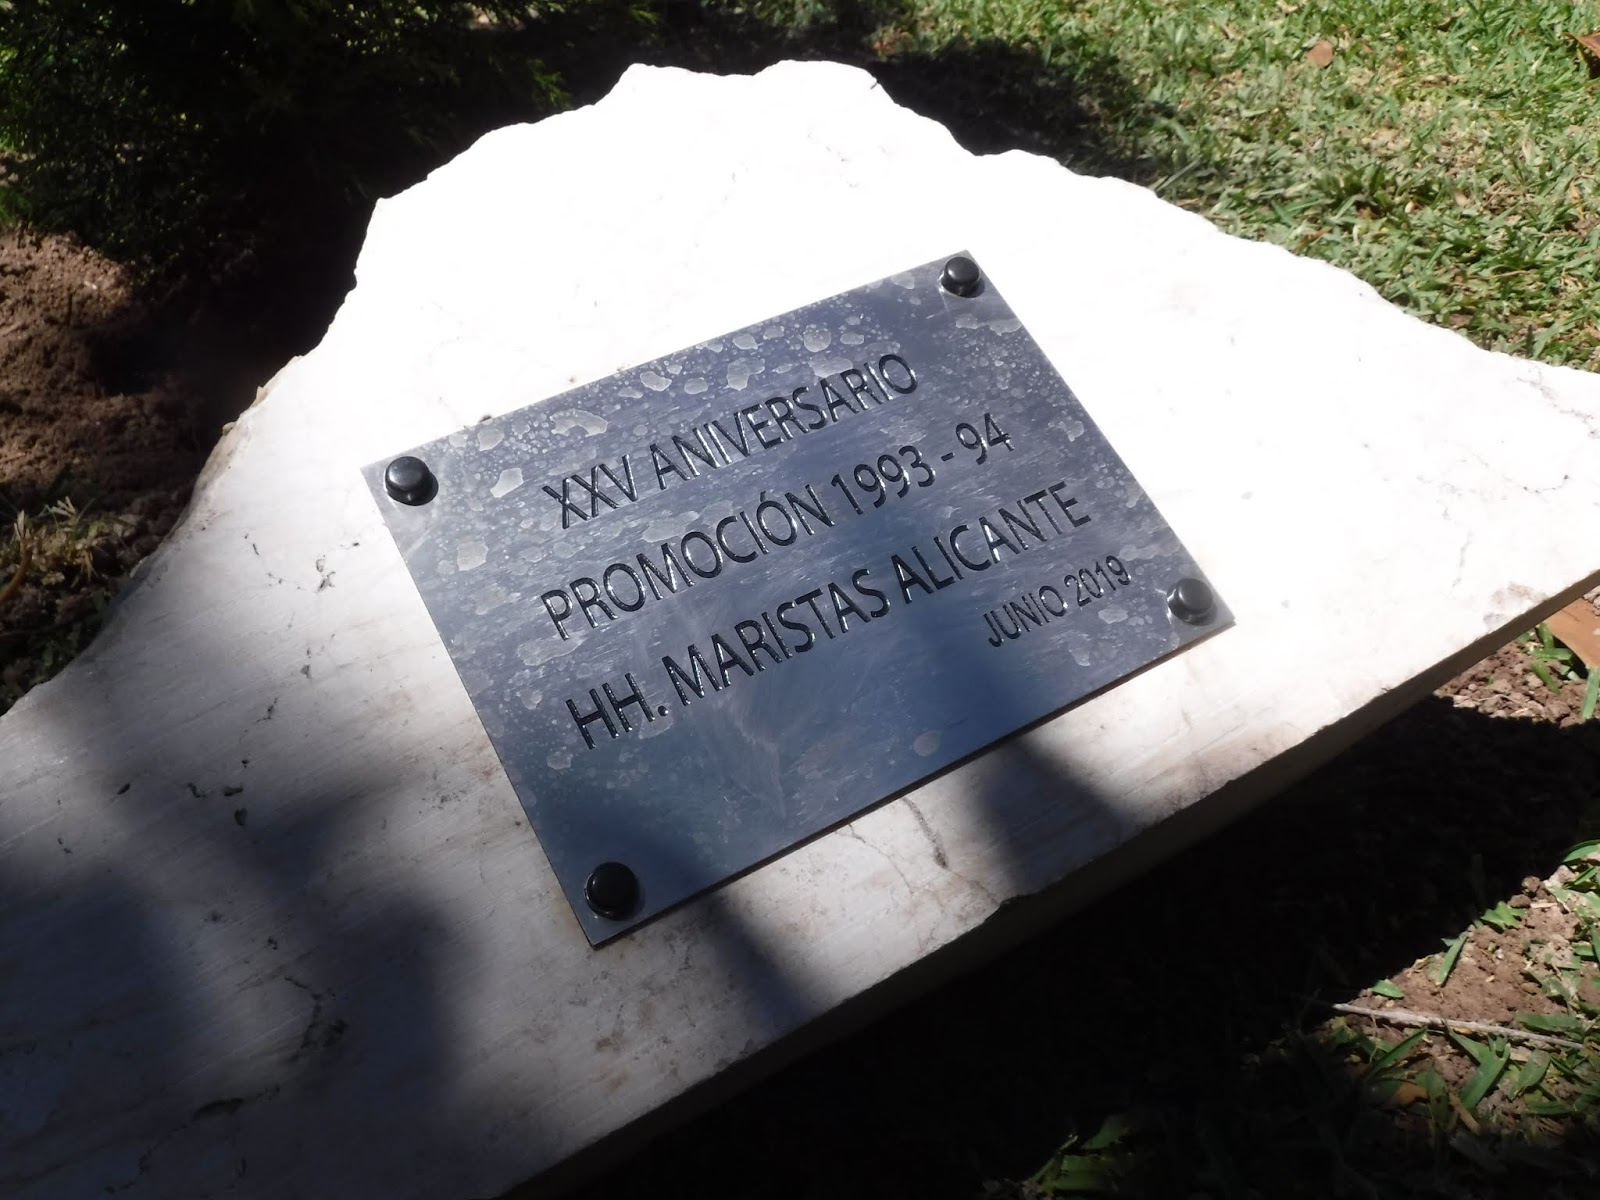 XXV ANIVERSARIO
PROMOCIÓN 1993 - 94
HH. MARISTAS ALICANTE
JUNIO 2019